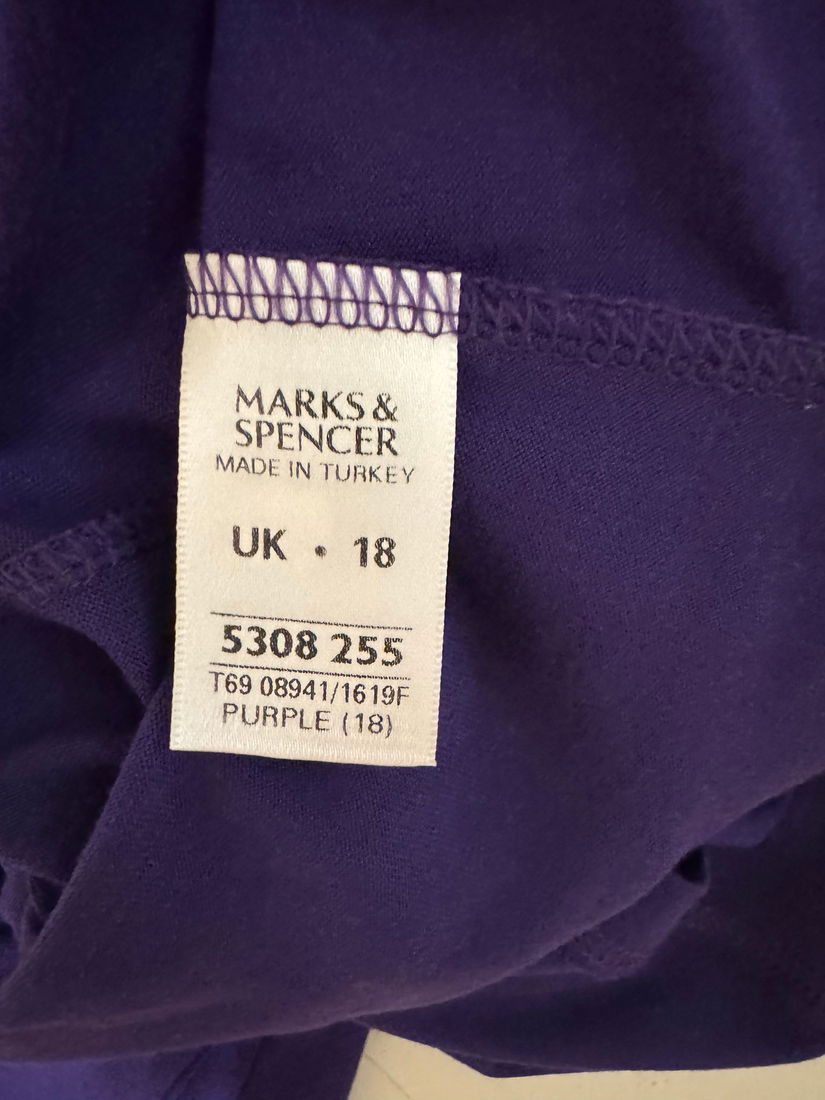 MARKS &
SPENCER
MADE IN TURKEY
UK • 18
5308 255
T69 08941/1619F
PURPLE (18)